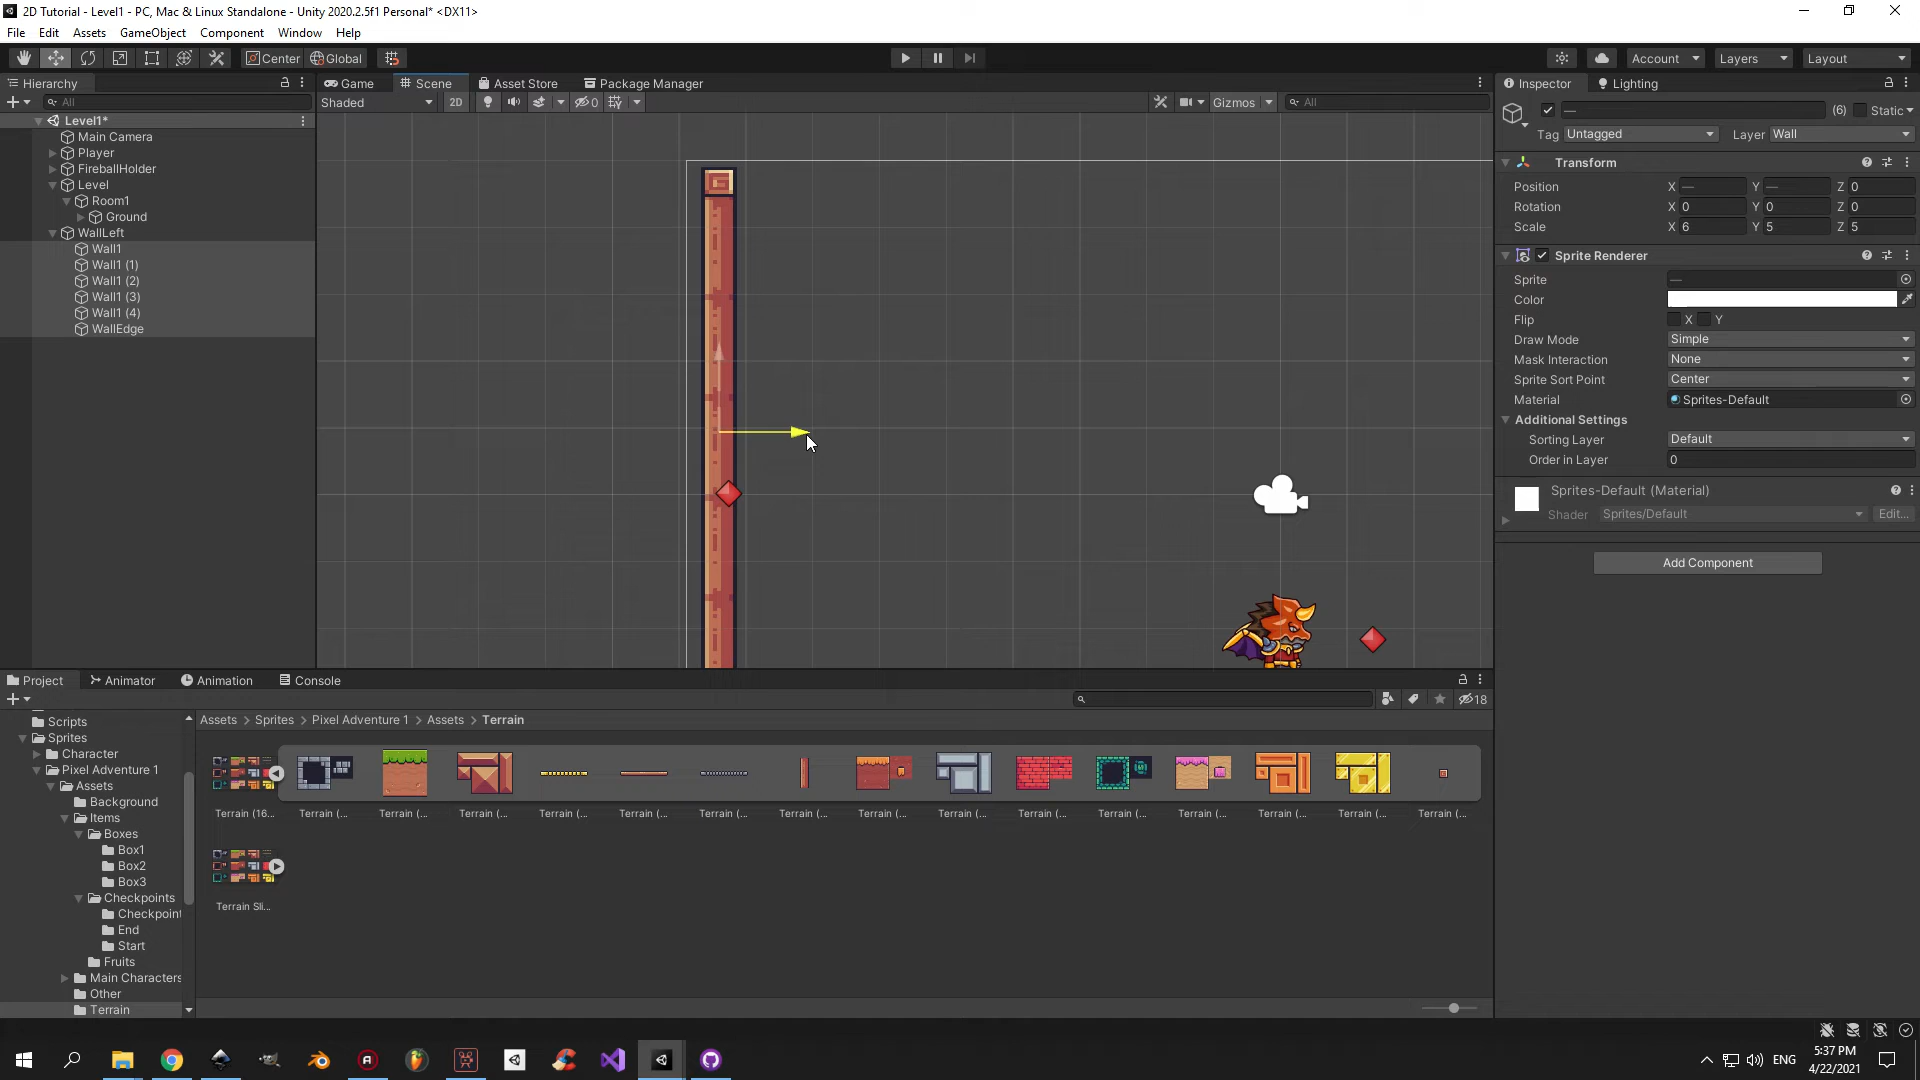 2D Tutorial - Level1 - PC, Mac & Linux Standalone - Unity 2020.2.5f1 Personal* <DX11>
File Edit Assets GameObject Component Window Help
Center Global Account Layers Layout
Hierarchy Game Scene Asset Store Package Manager Inspector Lighting
All Shaded 2D 0 Gizmos All
— (6) Static
Tag Untagged Layer Wall
Level1*
Main Camera
Player
FireballHolder
Level
Room1
Ground
WallLeft
Wall1
Wall1 (1)
Wall1 (2)
Wall1 (3)
Wall1 (4)
WallEdge
Transform
Position X — Y — Z 0
Rotation X 0 Y 0 Z 0
Scale X 6 Y 5 Z 5
Sprite Renderer
Sprite —
Color
Flip X Y
Draw Mode Simple
Mask Interaction None
Sprite Sort Point Center
Material Sprites-Default
Additional Settings
Sorting Layer Default
Order in Layer 0
Sprites-Default (Material)
Shader Sprites/Default Edit...
Add Component
Project Animator Animation Console
18
Scripts
Sprites
Character
Pixel Adventure 1
Assets
Background
Items
Boxes
Box1
Box2
Box3
Checkpoints
Checkpoint
End
Start
Fruits
Main Characters
Other
Terrain
Assets > Sprites > Pixel Adventure 1 > Assets > Terrain
Terrain (16... Terrain (... Terrain (... Terrain (... Terrain (... Terrain (... Terrain (... Terrain (... Terrain (... Terrain (... Terrain (... Terrain (... Terrain (... Terrain (... Terrain (... Terrain (...
Terrain Sli...
ENG
5:37 PM
4/22/2021